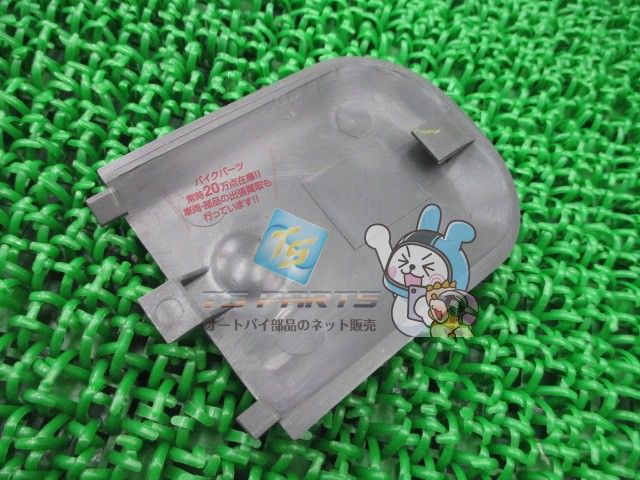 バイクパーツ
常時20万点在庫!!
車両・部品の出張買取も
行っています!!
TS
TS PARTS
オートバイ部品のネット販売